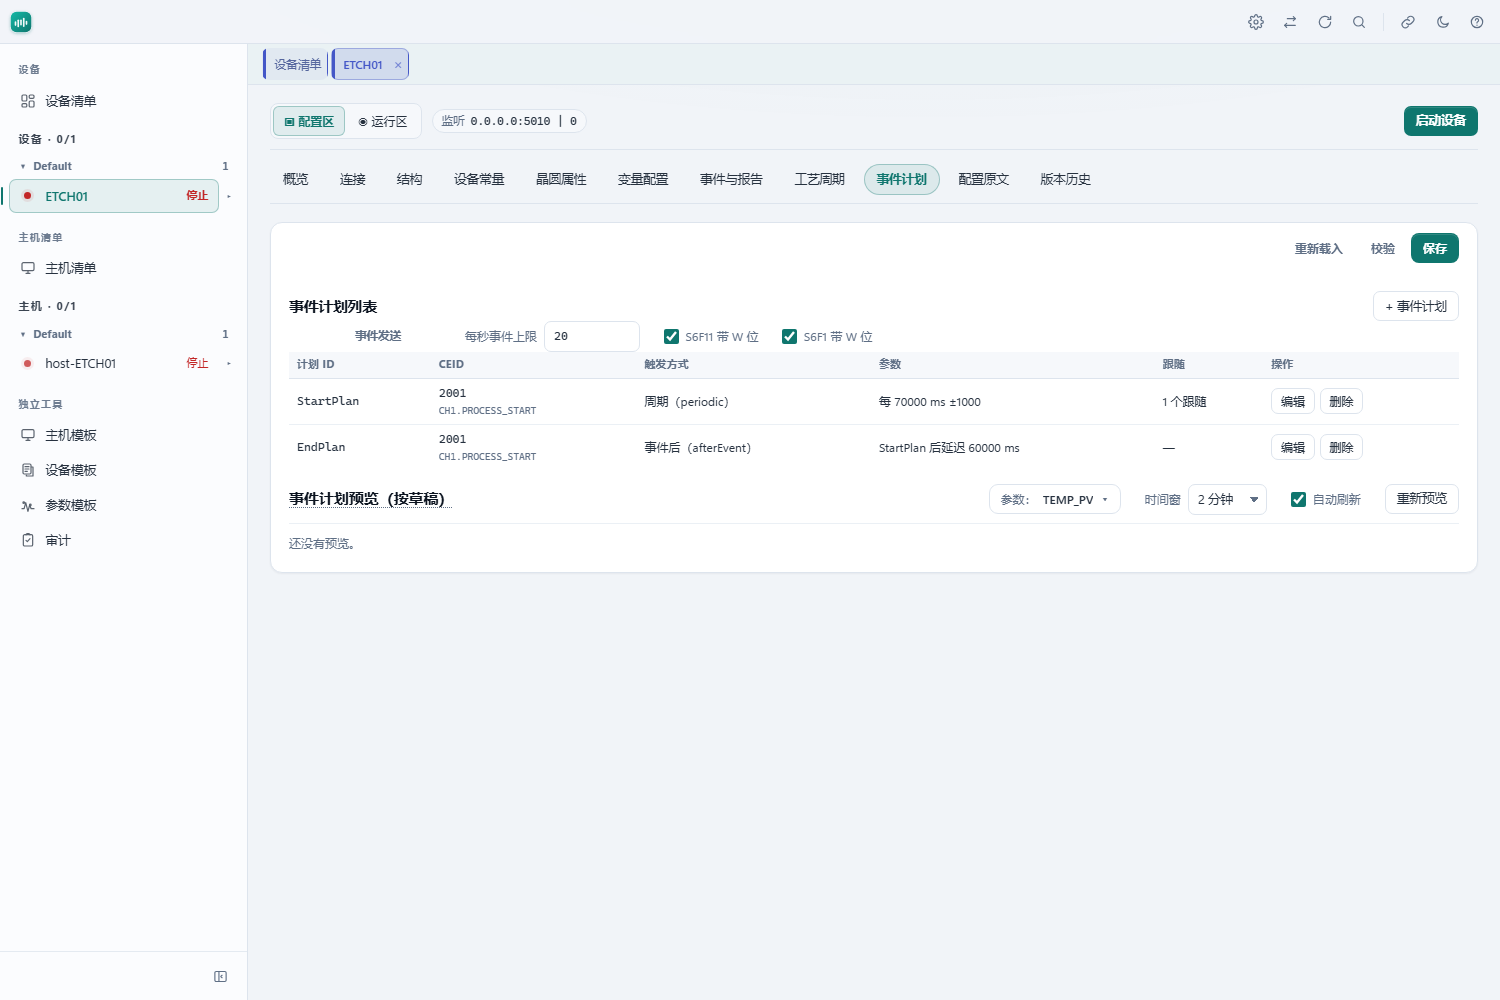 设备
设备清单
设备 · 0/1
Default 1
ETCH01 停止
主机清单
主机清单
主机 · 0/1
Default 1
host-ETCH01 停止
独立工具
主机模板
设备模板
参数模板
审计
设备清单 ETCH01 ×
配置区 运行区 监听 0.0.0.0:5010 | 0 启动设备
概览 连接 结构 设备常量 晶圆属性 变量配置 事件与报告 工艺周期 事件计划 配置原文 版本历史
重新载入 校验 保存
事件计划列表 + 事件计划
事件发送 每秒事件上限 20 S6F11 带 W 位 S6F1 带 W 位
计划 ID CEID 触发方式 参数 跟随 操作
StartPlan 2001 周期（periodic） 每 70000 ms ±1000 1 个跟随 编辑 删除
CH1.PROCESS_START
EndPlan 2001 事件后（afterEvent） StartPlan 后延迟 60000 ms — 编辑 删除
CH1.PROCESS_START
事件计划预览（按草稿） 参数： TEMP_PV 时间窗 2 分钟 自动刷新 重新预览
还没有预览。